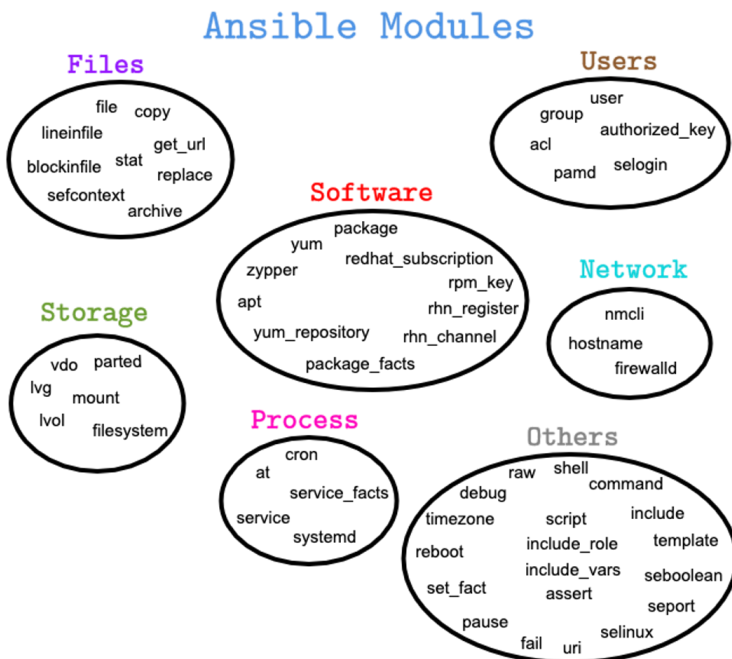 Ansible Modules
Files
file
copy
lineinfile
get_url
blockinfile
stat
replace
sefcontext
archive
Users
user
group
authorized_key
acl
selogin
pamd
Software
package
yum
redhat_subscription
zypper
rpm_key
apt
rhn_register
yum_repository
rhn_channel
package_facts
Network
nmcli
hostname
firewalld
Storage
vdo
parted
lvg
mount
lvol
filesystem
Process
cron
at
service_facts
service
systemd
Others
raw
shell
debug
command
timezone
script
include
reboot
include_role
template
include_vars
seboolean
set_fact
assert
seport
pause
selinux
fail
uri